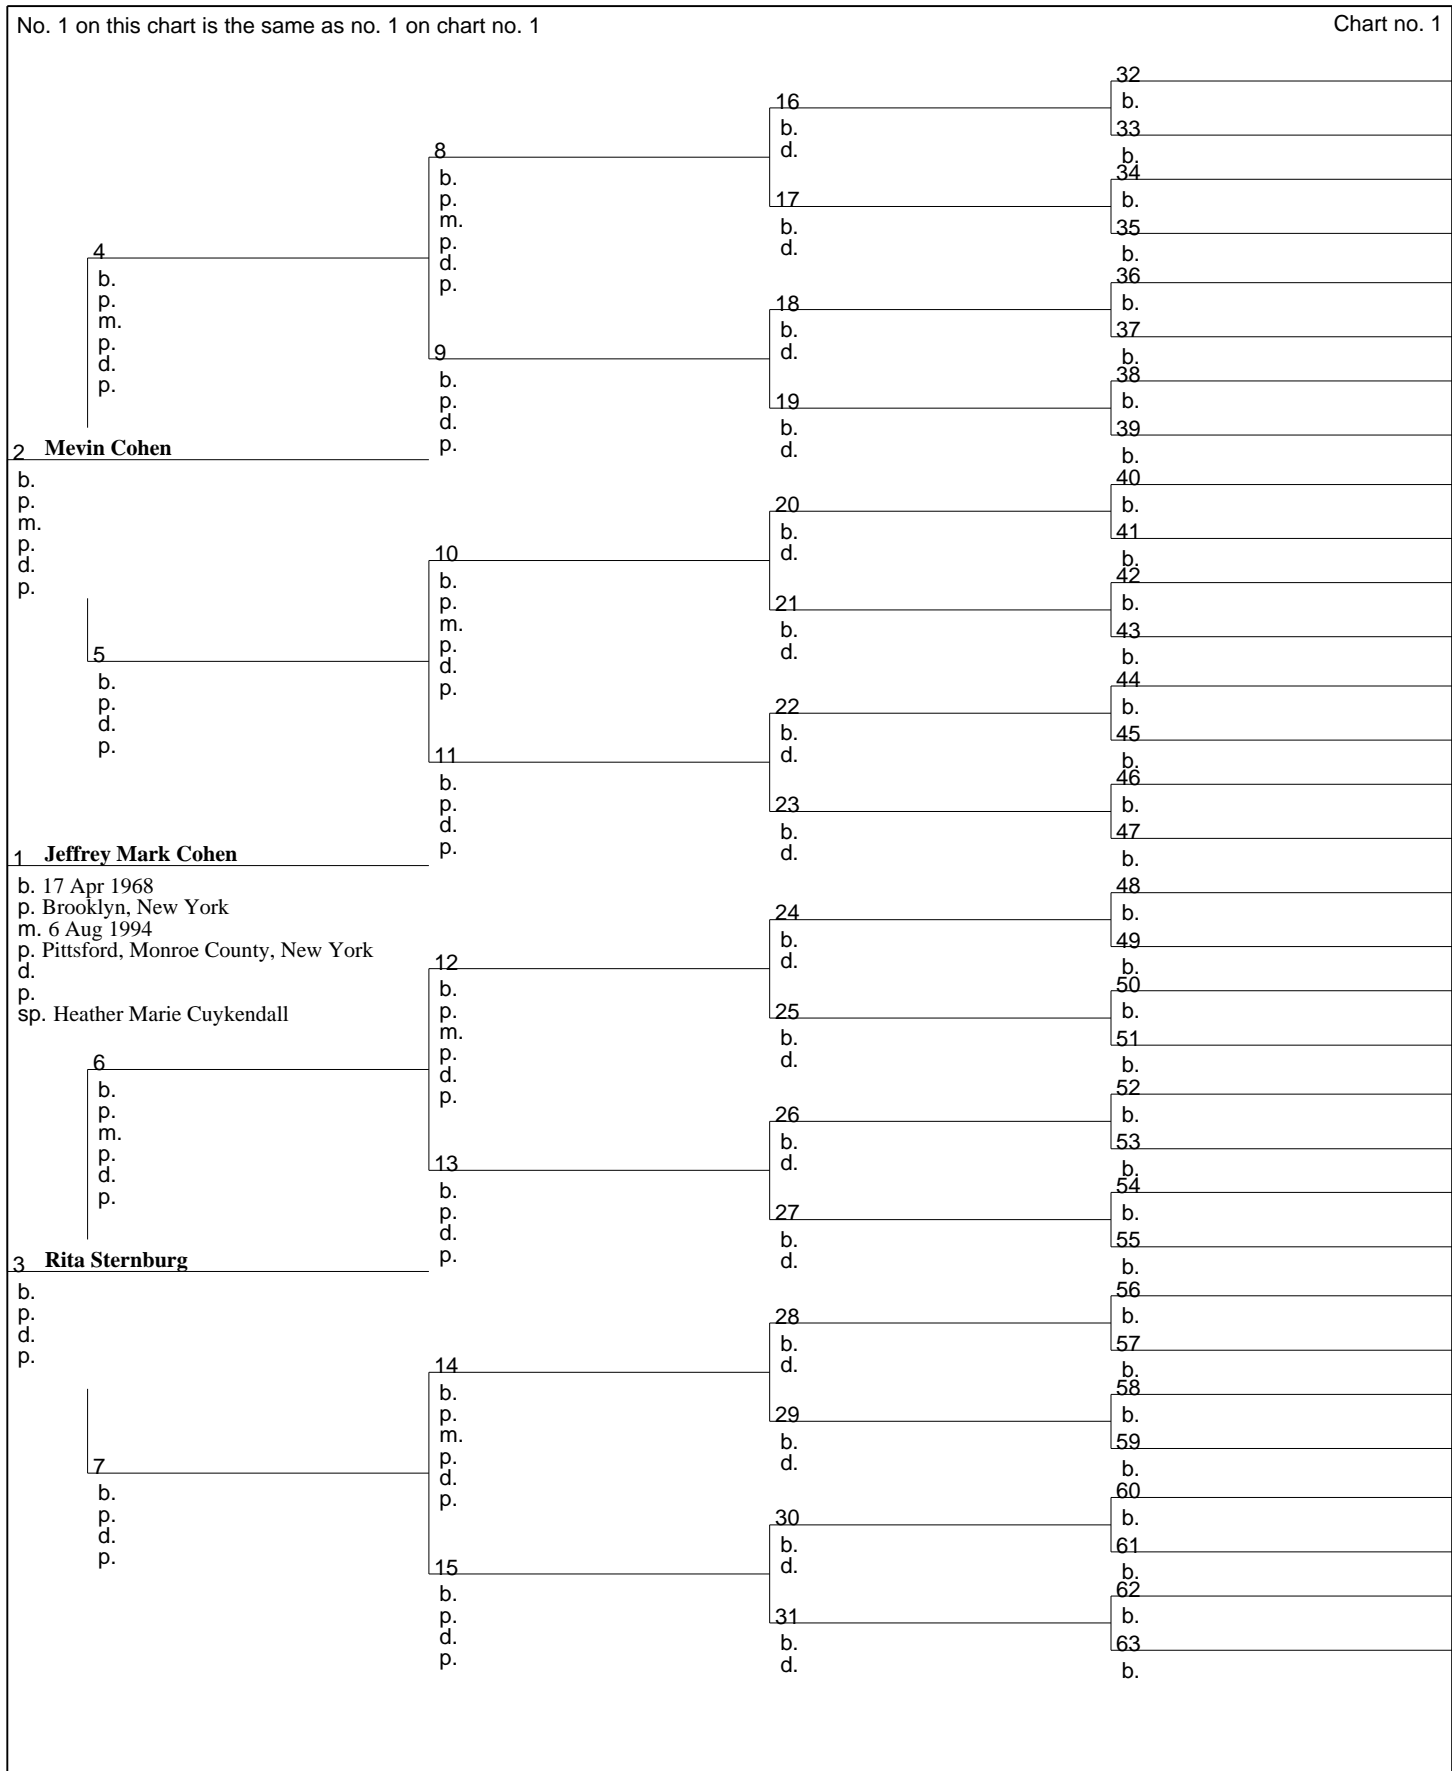 No. 1 on this chart is the same as no. 1 on chart no. 1
Chart no. 1
2 Mevin Cohen
b.
p.
m.
p.
d.
p.
1 Jeffrey Mark Cohen
b. 17 Apr 1968
p. Brooklyn, New York
m. 6 Aug 1994
p. Pittsford, Monroe County, New York
d.
p.
sp. Heather Marie Cuykendall
3 Rita Sternburg
b.
p.
d.
p.
4
b.
p.
m.
p.
d.
p.
5
b.
p.
d.
p.
6
b.
p.
m.
p.
d.
p.
7
b.
p.
d.
p.
8
b.
p.
m.
p.
d.
p.
9
b.
p.
d.
p.
10
b.
p.
m.
p.
d.
p.
11
b.
p.
d.
p.
12
b.
p.
m.
p.
d.
p.
13
b.
p.
d.
p.
14
b.
p.
m.
p.
d.
p.
15
b.
p.
d.
p.
16
b.
d.
17
b.
d.
18
b.
d.
19
b.
d.
20
b.
d.
21
b.
d.
22
b.
d.
23
b.
d.
24
b.
d.
25
b.
d.
26
b.
d.
27
b.
d.
28
b.
d.
29
b.
d.
30
b.
d.
31
b.
d.
32
b.
33
b.
34
b.
35
b.
36
b.
37
b.
38
b.
39
b.
40
b.
41
b.
42
b.
43
b.
44
b.
45
b.
46
b.
47
b.
48
b.
49
b.
50
b.
51
b.
52
b.
53
b.
54
b.
55
b.
56
b.
57
b.
58
b.
59
b.
60
b.
61
b.
62
b.
63
b.